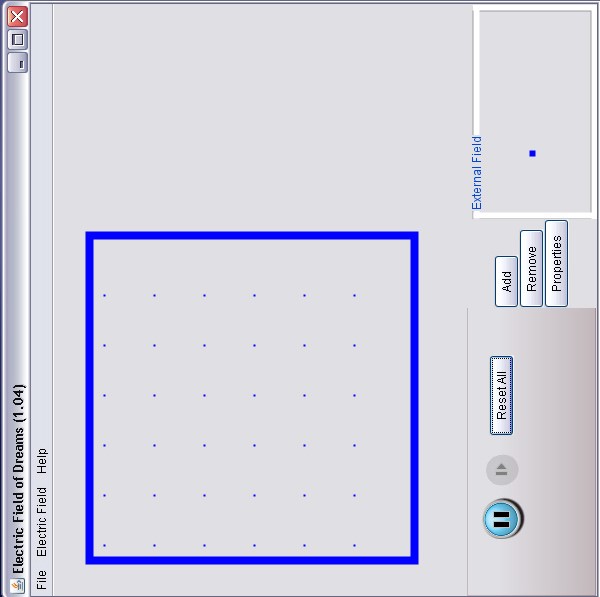 Electric Field of Dreams (1.04)
File Electric Field Help
Reset All
Add
Remove
Properties
External Field